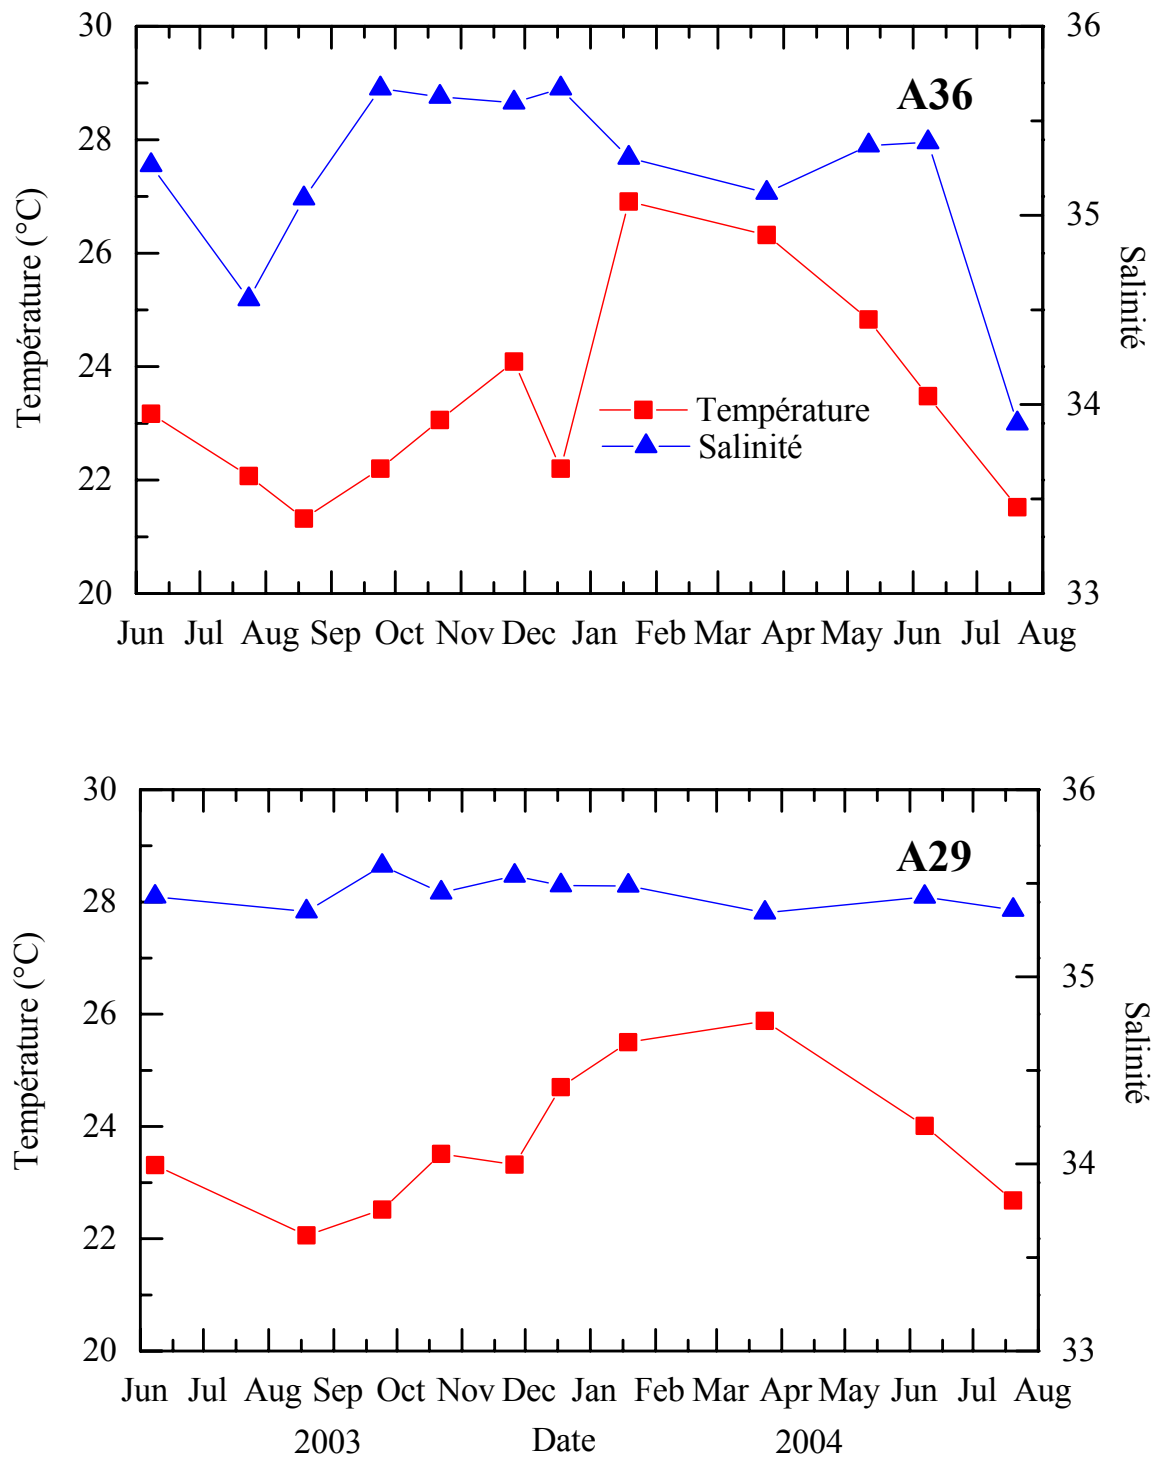 30
28
26
24
22
20
Température (°C)
36
35
34
33
Salinité
A36
Température
Salinité
Jun Jul Aug Sep Oct Nov Dec Jan Feb Mar Apr May Jun Jul Aug
30
28
26
24
22
20
Température (°C)
36
35
34
33
Salinité
A29
Jun Jul Aug Sep Oct Nov Dec Jan Feb Mar Apr May Jun Jul Aug
2003 Date 2004